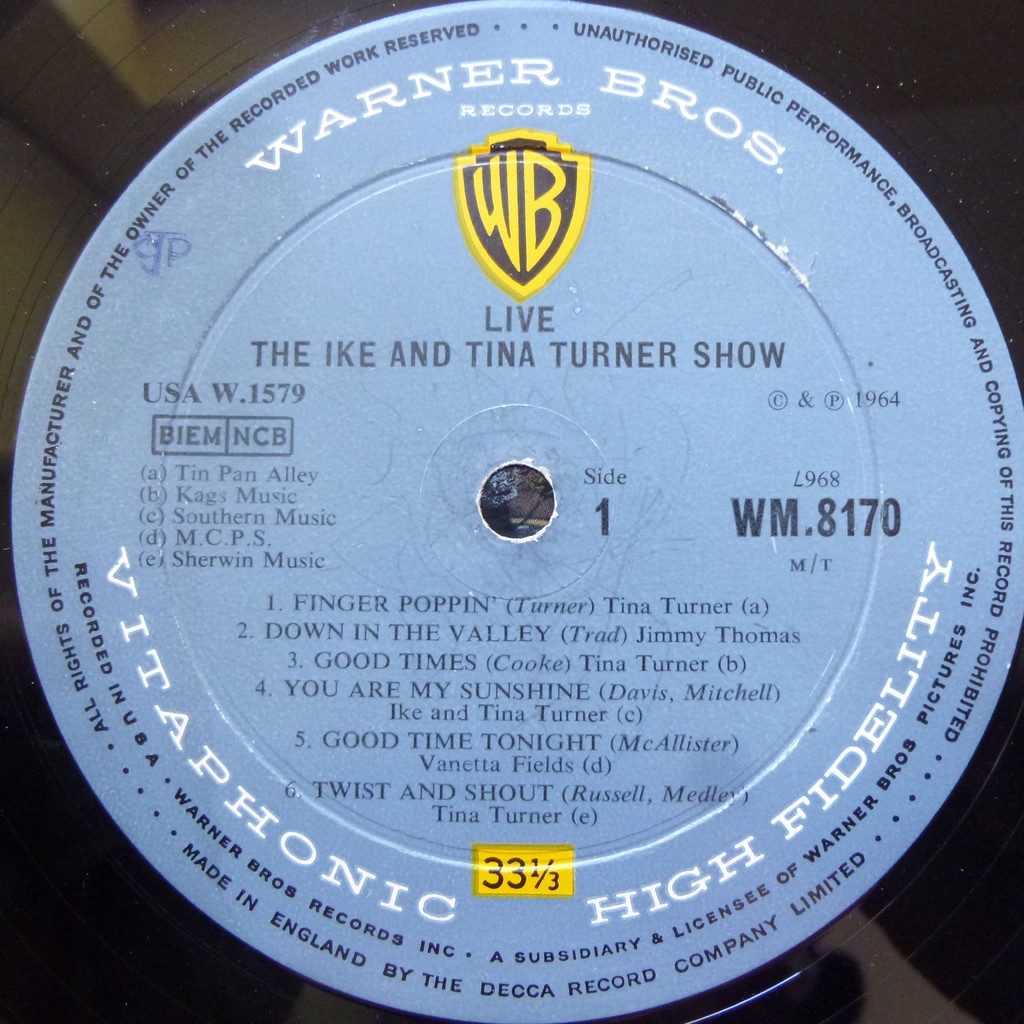 ALL RIGHTS OF THE MANUFACTURER AND OF THE OWNER OF THE RECORDED WORK RESERVED · · · UNAUTHORISED PUBLIC PERFORMANCE, BROADCASTING AND COPYING OF THIS RECORD PROHIBITED
WARNER BROS.
RECORDS
WB
LIVE
THE IKE AND TINA TURNER SHOW
USA W.1579
© & ℗ 1964
BIEM NCB
(a) Tin Pan Alley
(b) Kags Music
(c) Southern Music
(d) M.C.P.S.
(e) Sherwin Music
Side
1
L968
WM.8170
M/T
1. FINGER POPPIN' (Turner) Tina Turner (a)
2. DOWN IN THE VALLEY (Trad) Jimmy Thomas
3. GOOD TIMES (Cooke) Tina Turner (b)
4. YOU ARE MY SUNSHINE (Davis, Mitchell)
Ike and Tina Turner (c)
5. GOOD TIME TONIGHT (McAllister)
Vanetta Fields (d)
6. TWIST AND SHOUT (Russell, Medley)
Tina Turner (e)
33⅓
VITAPHONIC HIGH FIDELITY
RECORDED IN U S A · WARNER BROS RECORDS INC · A SUBSIDIARY & LICENSEE OF WARNER BROS PICTURES INC.
MADE IN ENGLAND BY THE DECCA RECORD COMPANY LIMITED